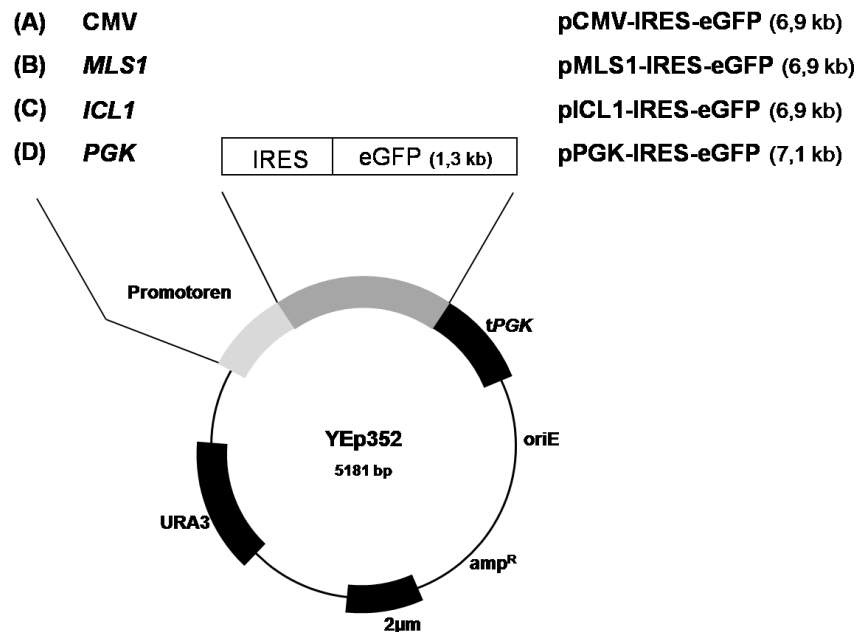 (A) CMV pCMV-IRES-eGFP (6,9 kb)
(B) MLS1 pMLS1-IRES-eGFP (6,9 kb)
(C) ICL1 pICL1-IRES-eGFP (6,9 kb)
(D) PGK pPGK-IRES-eGFP (7,1 kb)
IRES eGFP (1,3 kb)
Promotoren
tPGK
YEp352
5181 bp
oriE
URA3
ampᴿ
2µm